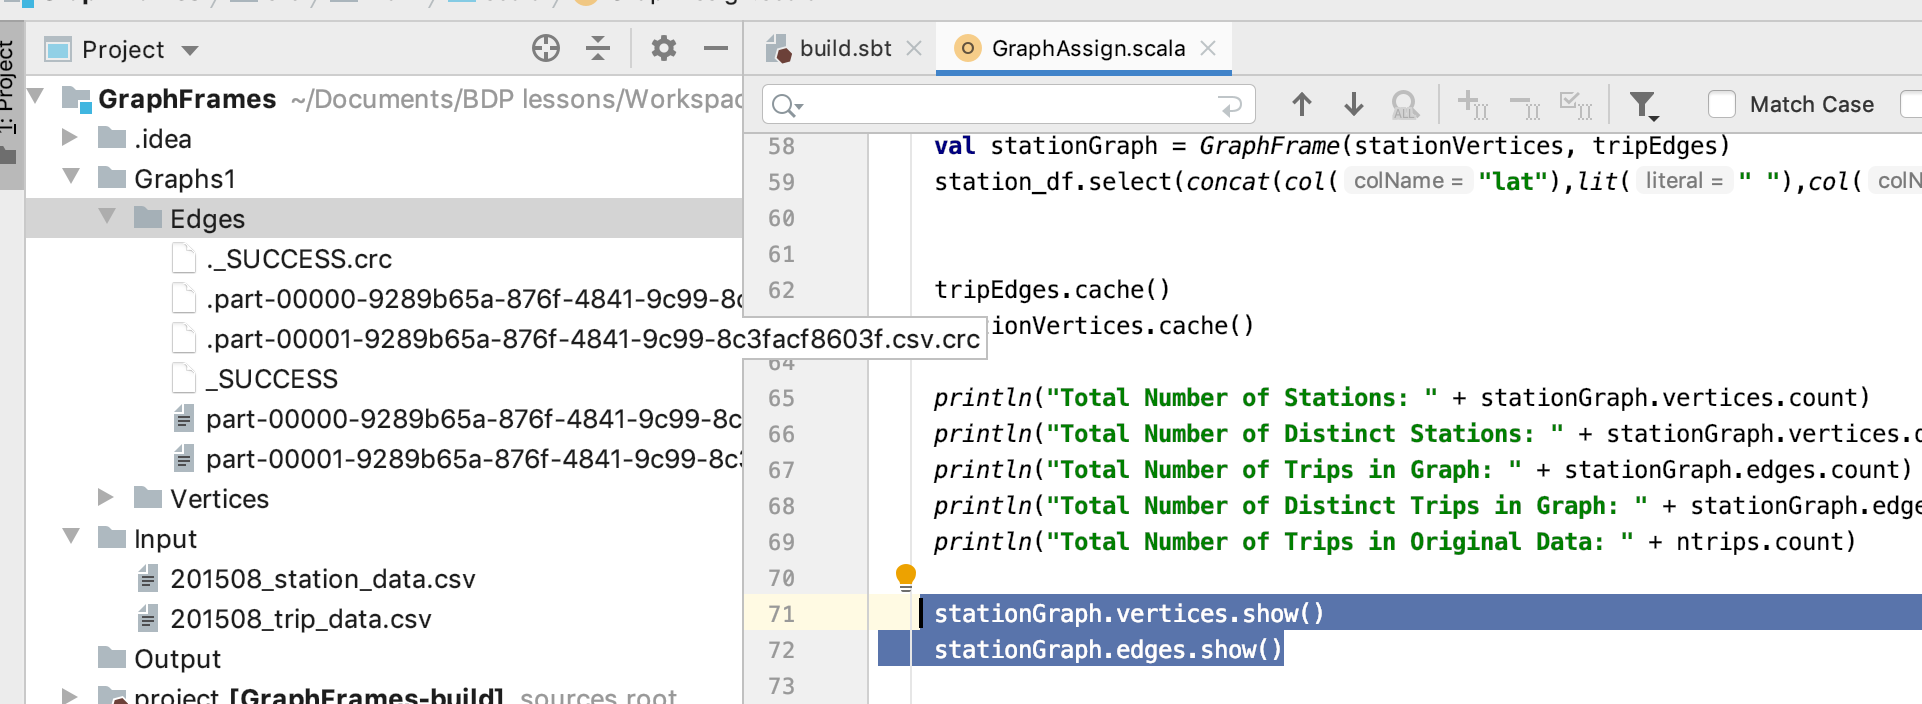 1: Project
Project
GraphFrames ~/Documents/BDP lessons/Workspac
.idea
Graphs1
Edges
._SUCCESS.crc
.part-00000-9289b65a-876f-4841-9c99-8c
.part-00001-9289b65a-876f-4841-9c99-8c3facf8603f.csv.crc
_SUCCESS
part-00000-9289b65a-876f-4841-9c99-8c
part-00001-9289b65a-876f-4841-9c99-8c3
Vertices
Input
201508_station_data.csv
201508_trip_data.csv
Output
project [GraphFrames-build] sources root
build.sbt
GraphAssign.scala
ALL
Match Case
58 val stationGraph = GraphFrame(stationVertices, tripEdges)
59 station_df.select(concat(col( colName = "lat"),lit( literal = " "),col( colN
60
61
62 tripEdges.cache()
ionVertices.cache()
64
65 println("Total Number of Stations: " + stationGraph.vertices.count)
66 println("Total Number of Distinct Stations: " + stationGraph.vertices.
67 println("Total Number of Trips in Graph: " + stationGraph.edges.count)
68 println("Total Number of Distinct Trips in Graph: " + stationGraph.edge
69 println("Total Number of Trips in Original Data: " + ntrips.count)
70
71 stationGraph.vertices.show()
72 stationGraph.edges.show()
73